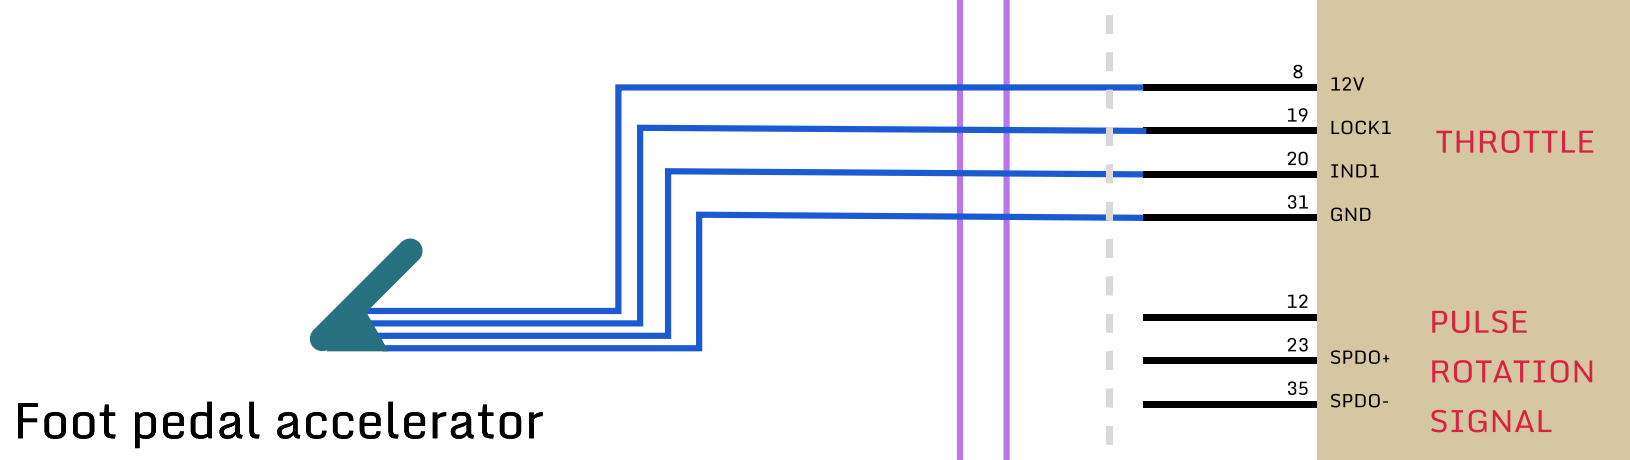 8
12V
19
LOCK1
THROTTLE
20
IND1
31
GND
12
PULSE
23
SPDO+
ROTATION
35
SPDO-
SIGNAL
Foot pedal accelerator